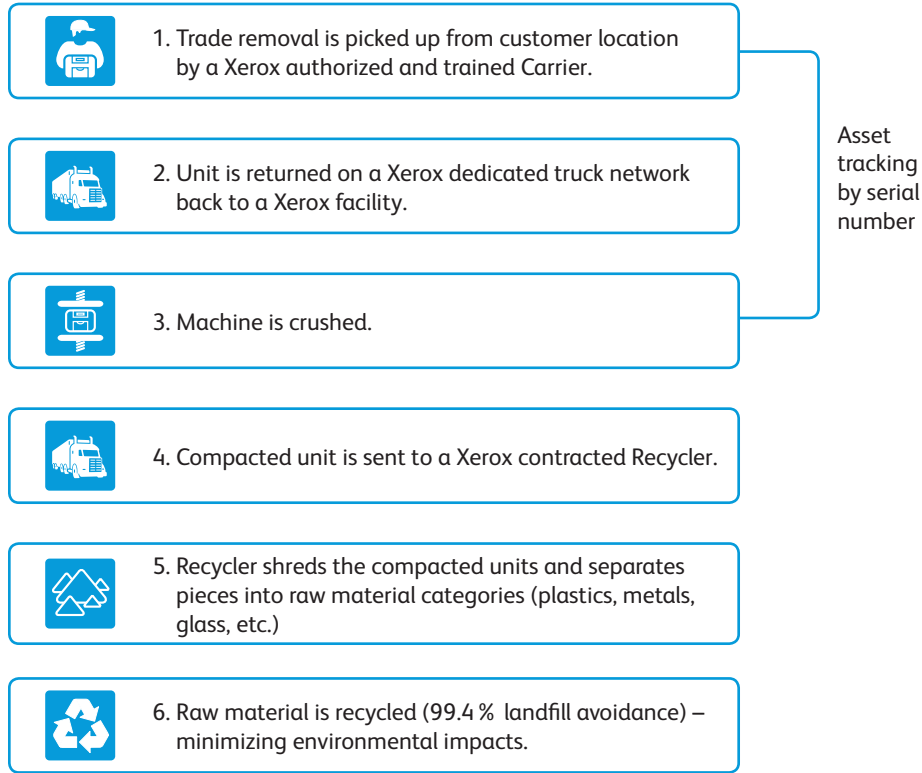 1. Trade removal is picked up from customer location
by a Xerox authorized and trained Carrier.
Asset
tracking
by serial
number
2. Unit is returned on a Xerox dedicated truck network
back to a Xerox facility.
3. Machine is crushed.
4. Compacted unit is sent to a Xerox contracted Recycler.
5. Recycler shreds the compacted units and separates
pieces into raw material categories (plastics, metals,
glass, etc.)
6. Raw material is recycled (99.4 % landfill avoidance) –
minimizing environmental impacts.